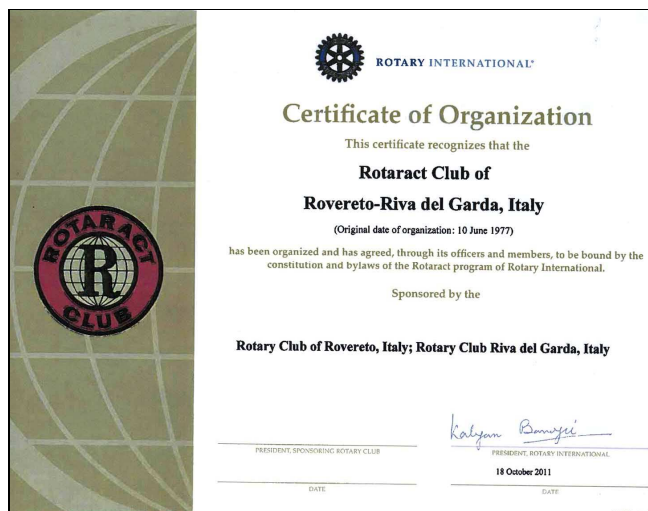 ROTARY INTERNATIONAL®
Certificate of Organization
This certificate recognizes that the
Rotaract Club of
Rovereto-Riva del Garda, Italy
(Original date of organization: 10 June 1977)
has been organized and has agreed, through its officers and members, to be bound by the
constitution and bylaws of the Rotaract program of Rotary International.
Sponsored by the
Rotary Club of Rovereto, Italy; Rotary Club Riva del Garda, Italy
ROTARACT
R
CLUB
Kalyan Banerji
PRESIDENT, SPONSORING ROTARY CLUB
PRESIDENT, ROTARY INTERNATIONAL
18 October 2011
DATE
DATE